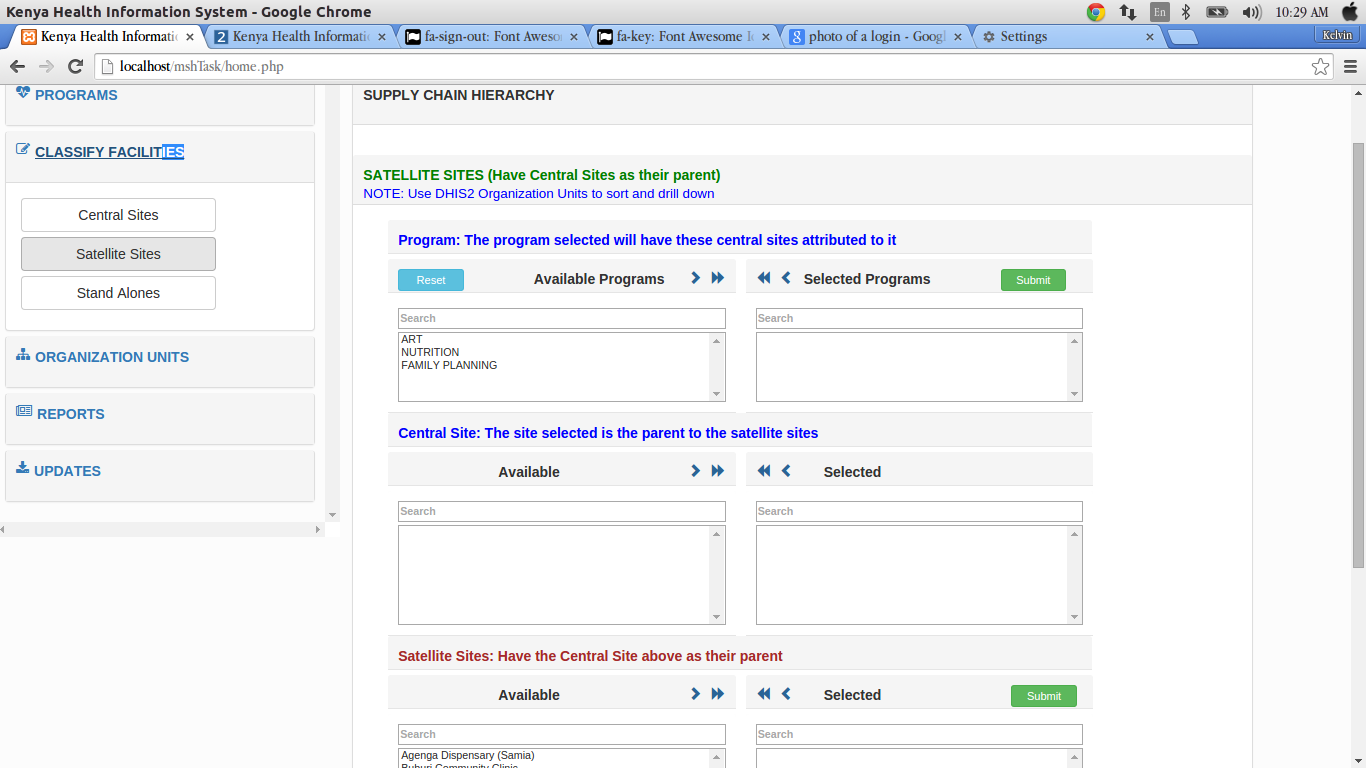 Kenya Health Information System - Google Chrome
En
10:29 AM
Kenya Health Informati
Kenya Health Informati
fa-sign-out: Font Aweso
fa-key: Font Awesome I
photo of a login - Googl
Settings
Kelvin
localhost/mshTask/home.php
PROGRAMS
CLASSIFY FACILITIES
Central Sites
Satellite Sites
Stand Alones
ORGANIZATION UNITS
REPORTS
UPDATES
SUPPLY CHAIN HIERARCHY
SATELLITE SITES (Have Central Sites as their parent)
NOTE: Use DHIS2 Organization Units to sort and drill down
Program: The program selected will have these central sites attributed to it
Reset Available Programs
Selected Programs Submit
Search
Search
ART
NUTRITION
FAMILY PLANNING
Central Site: The site selected is the parent to the satellite sites
Available
Selected
Search
Search
Satellite Sites: Have the Central Site above as their parent
Available
Selected Submit
Search
Search
Agenga Dispensary (Samia)
Buburi Community Clinic